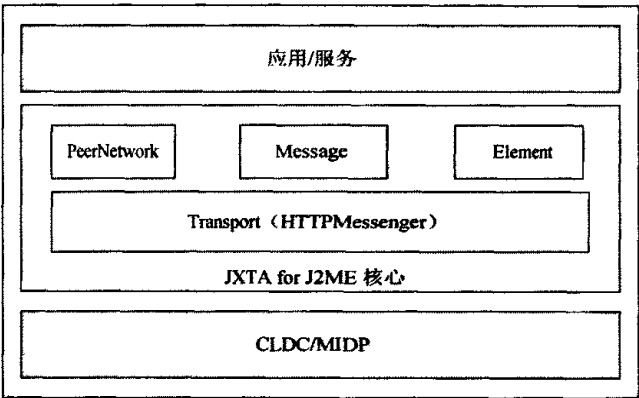 应用/服务
PeerNetwork Message Element
Transport（HTTPMessenger）
JXTA for J2ME 核心
CLDC/MIDP